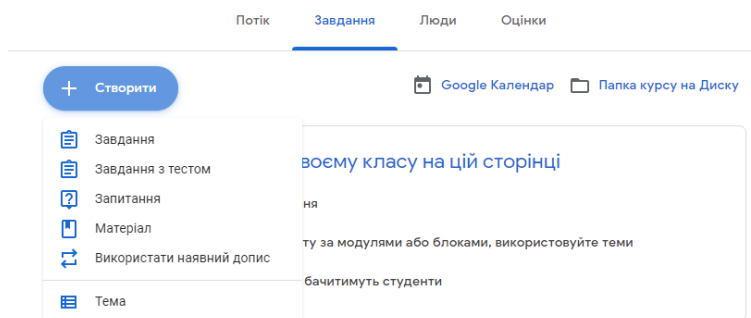 Потік Завдання Люди Оцінки
Створити Google Календар Папка курсу на Диску
Завдання
воєму класу на цій сторінці
Завдання з тестом
Запитання
ня
Матеріал
ту за модулями або блоками, використовуйте теми
Використати наявний допис
бачитимуть студенти
Тема